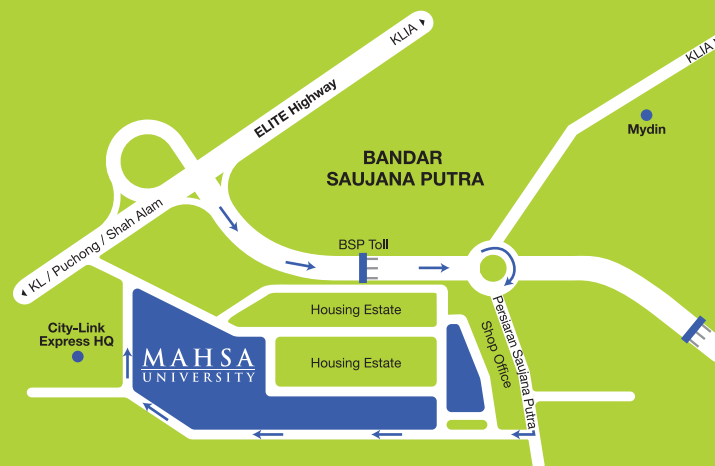 KLIA
KLIA
ELITE Highway
Mydin
BANDAR
SAUJANA PUTRA
KL / Puchong / Shah Alam
BSP Toll
Housing Estate
Persiaran Saujana Putra
Shop Office
City-Link
Express HQ
MAHSA
UNIVERSITY
Housing Estate